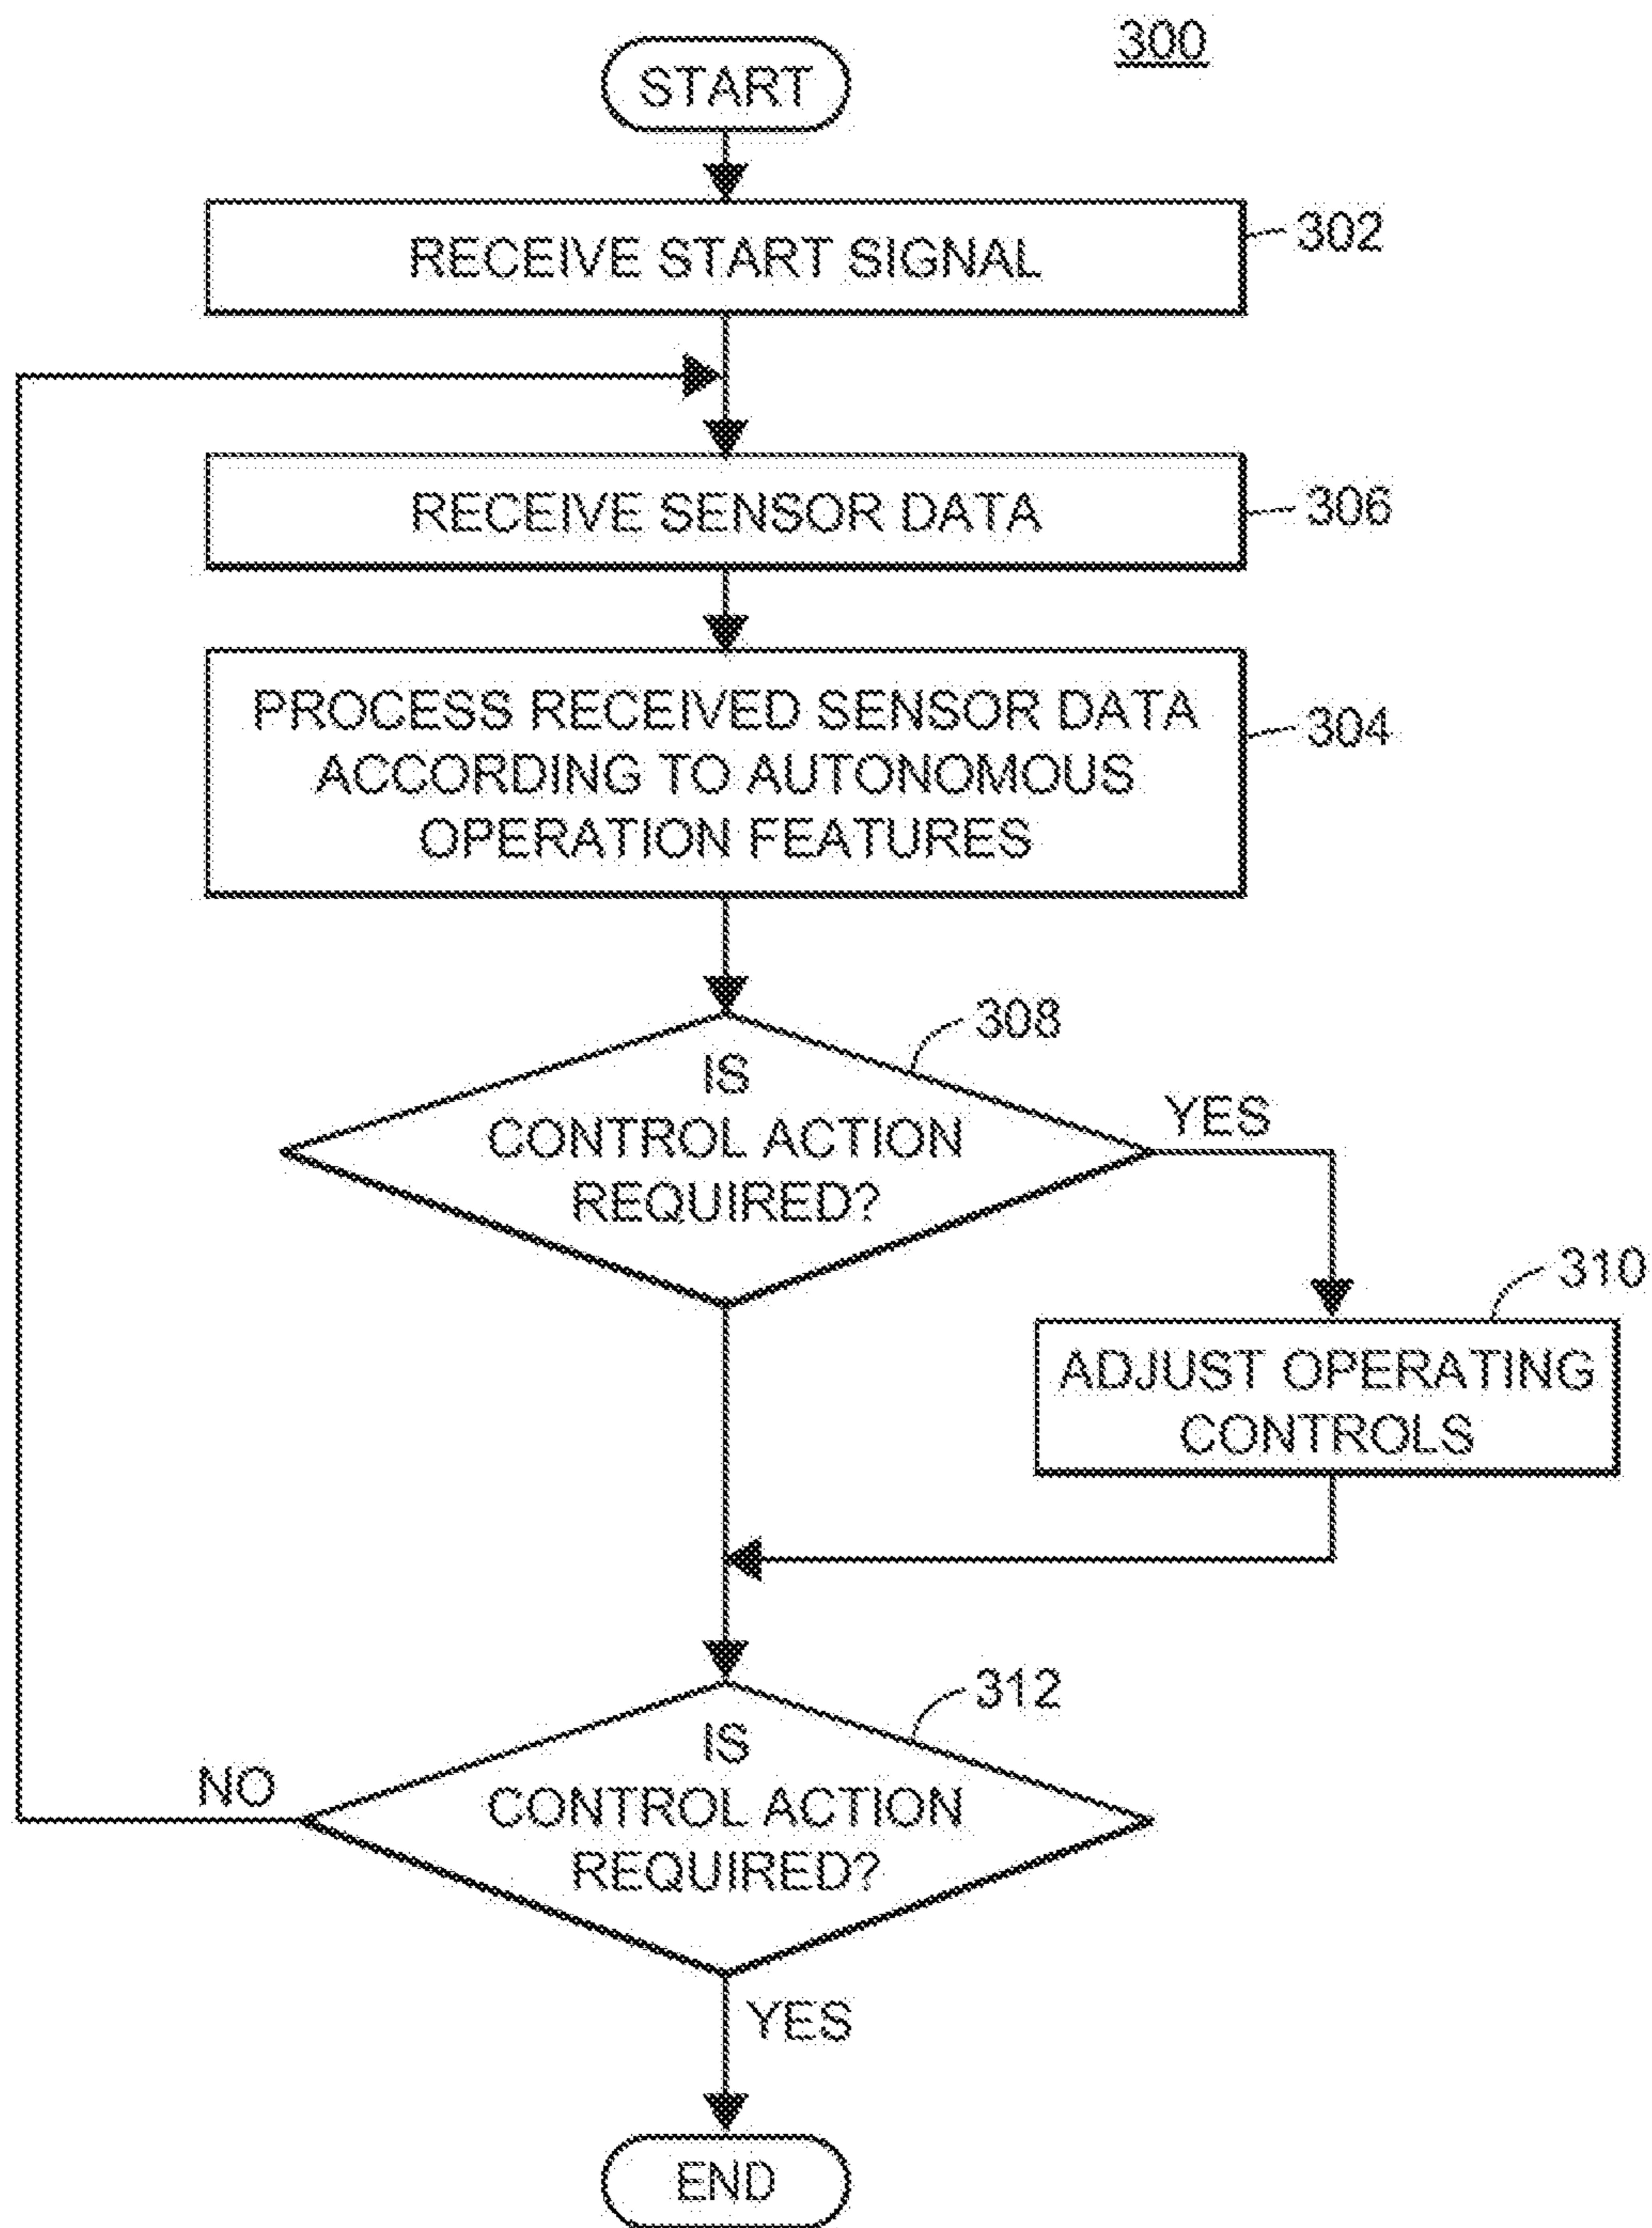 300
START
RECEIVE START SIGNAL
302
RECEIVE SENSOR DATA
306
PROCESS RECEIVED SENSOR DATA
ACCORDING TO AUTONOMOUS
OPERATION FEATURES
304
308
IS
CONTROL ACTION
REQUIRED?
YES
310
ADJUST OPERATING
CONTROLS
312
IS
CONTROL ACTION
REQUIRED?
NO
YES
END